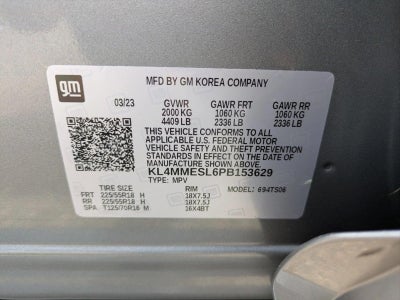 gm
MFD BY GM KOREA COMPANY
03/23 GVWR GAWR FRT GAWR RR
2000 KG 1060 KG 1060 KG
4409 LB 2336 LB 2336 LB
THIS VEHICLE CONFORMS TO ALL
APPLICABLE U.S. FEDERAL MOTOR
VEHICLE SAFETY AND THEFT PREVENTION
STANDARDS IN EFFECT ON THE DATE OF
MANUFACTURE SHOWN ABOVE.
KL4MMESL6PB153629
TYPE: MPV MODEL: 694TS06
TIRE SIZE RIM
FRT 225/55R18 H 18X7.5J
RR 225/55R18 H 18X7.5J
SPA T125/70R16 M 16X4BT